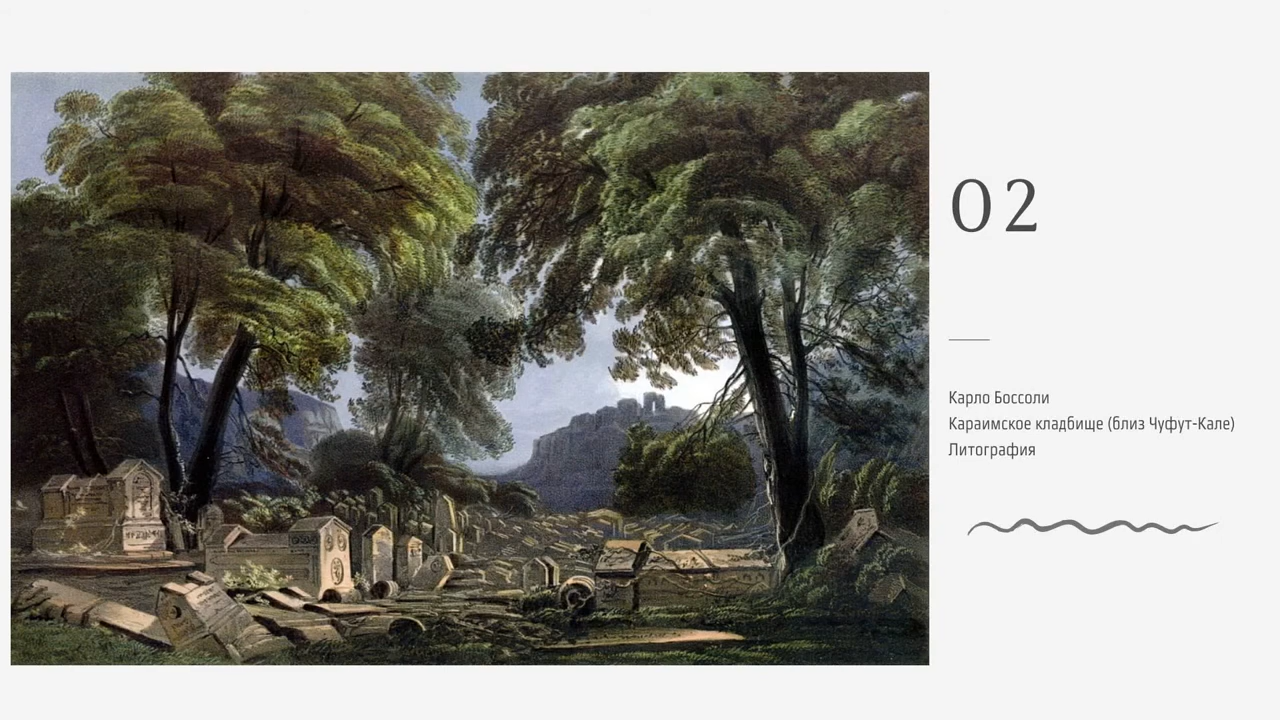 02
Карло Боссоли
Караимское кладбище (близ Чуфут-Кале)
Литография